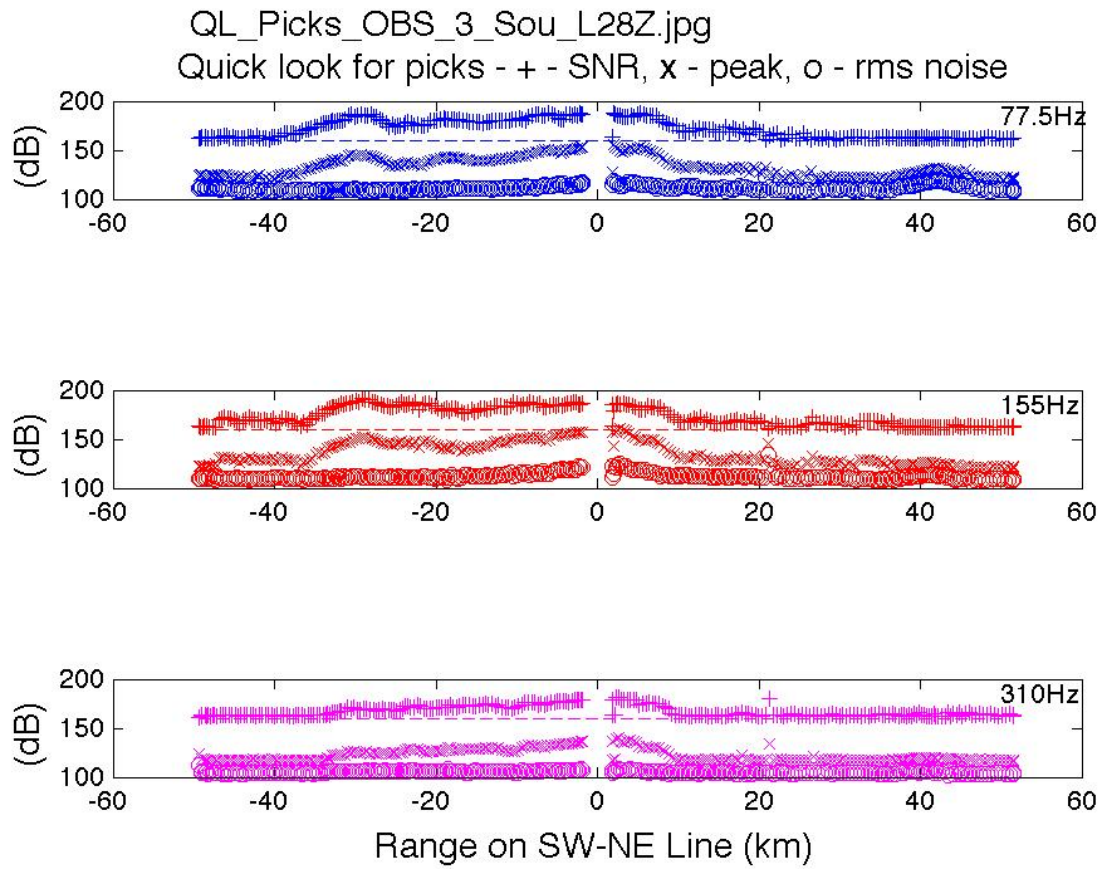 QL_Picks_OBS_3_Sou_L28Z.jpg
Quick look for picks - + - SNR, x - peak, o - rms noise
200
150
100
(dB)
77.5Hz
-60 -40 -20 0 20 40 60
200
150
100
(dB)
155Hz
-60 -40 -20 0 20 40 60
200
150
100
(dB)
310Hz
-60 -40 -20 0 20 40 60
Range on SW-NE Line (km)